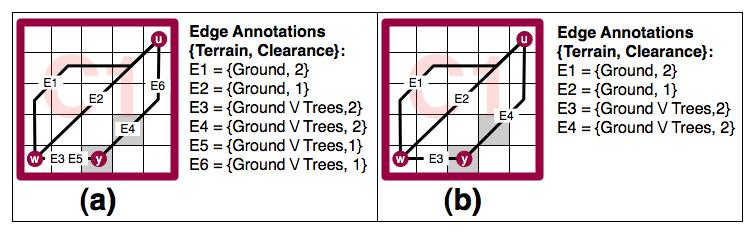 u
C1
E1
E6
E2
E4
w
E3 E5
y
(a)
Edge Annotations
{Terrain, Clearance}:
E1 = {Ground, 2}
E2 = {Ground, 1}
E3 = {Ground V Trees,2}
E4 = {Ground V Trees, 2}
E5 = {Ground V Trees,1}
E6 = {Ground V Trees, 1}
u
C1
E1
E2
E4
w
E3
y
(b)
Edge Annotations
{Terrain, Clearance}:
E1 = {Ground, 2}
E2 = {Ground, 1}
E3 = {Ground V Trees,2}
E4 = {Ground V Trees, 2}